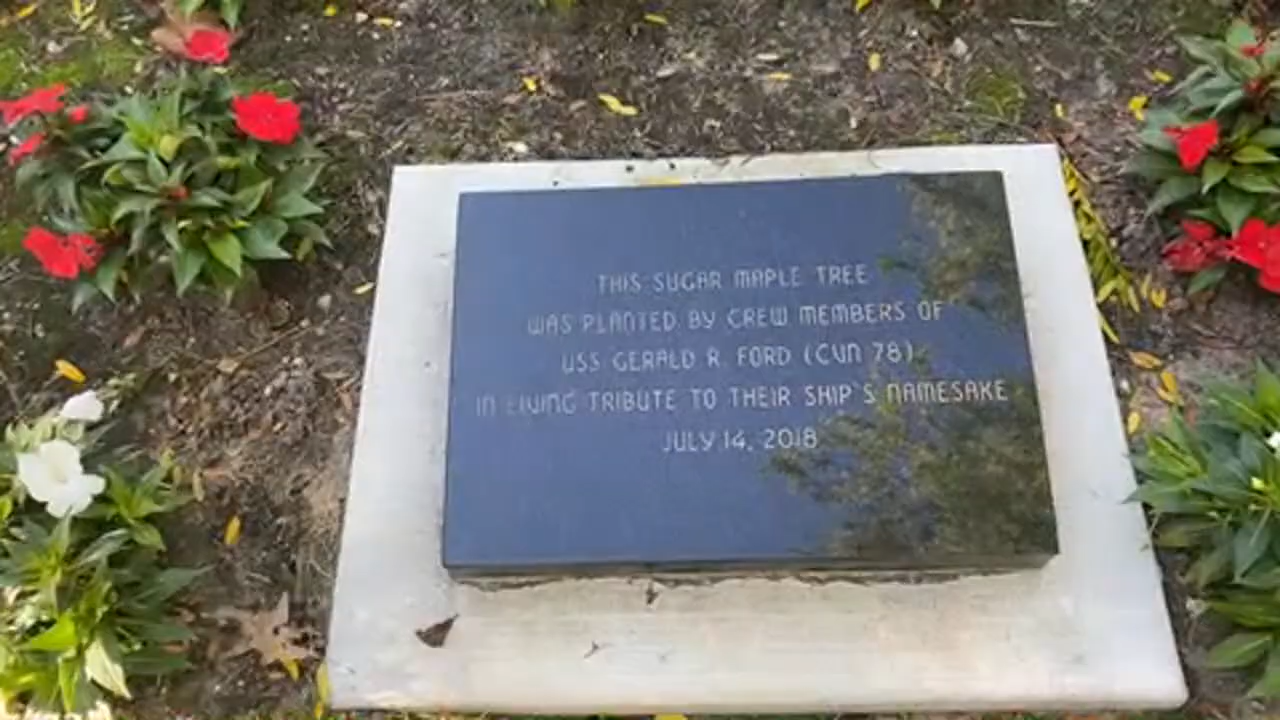 THIS SUGAR MAPLE TREE
WAS PLANTED BY CREW MEMBERS OF
USS GERALD R. FORD (CVN 78)
IN LIVING TRIBUTE TO THEIR SHIP'S NAMESAKE
JULY 14, 2018